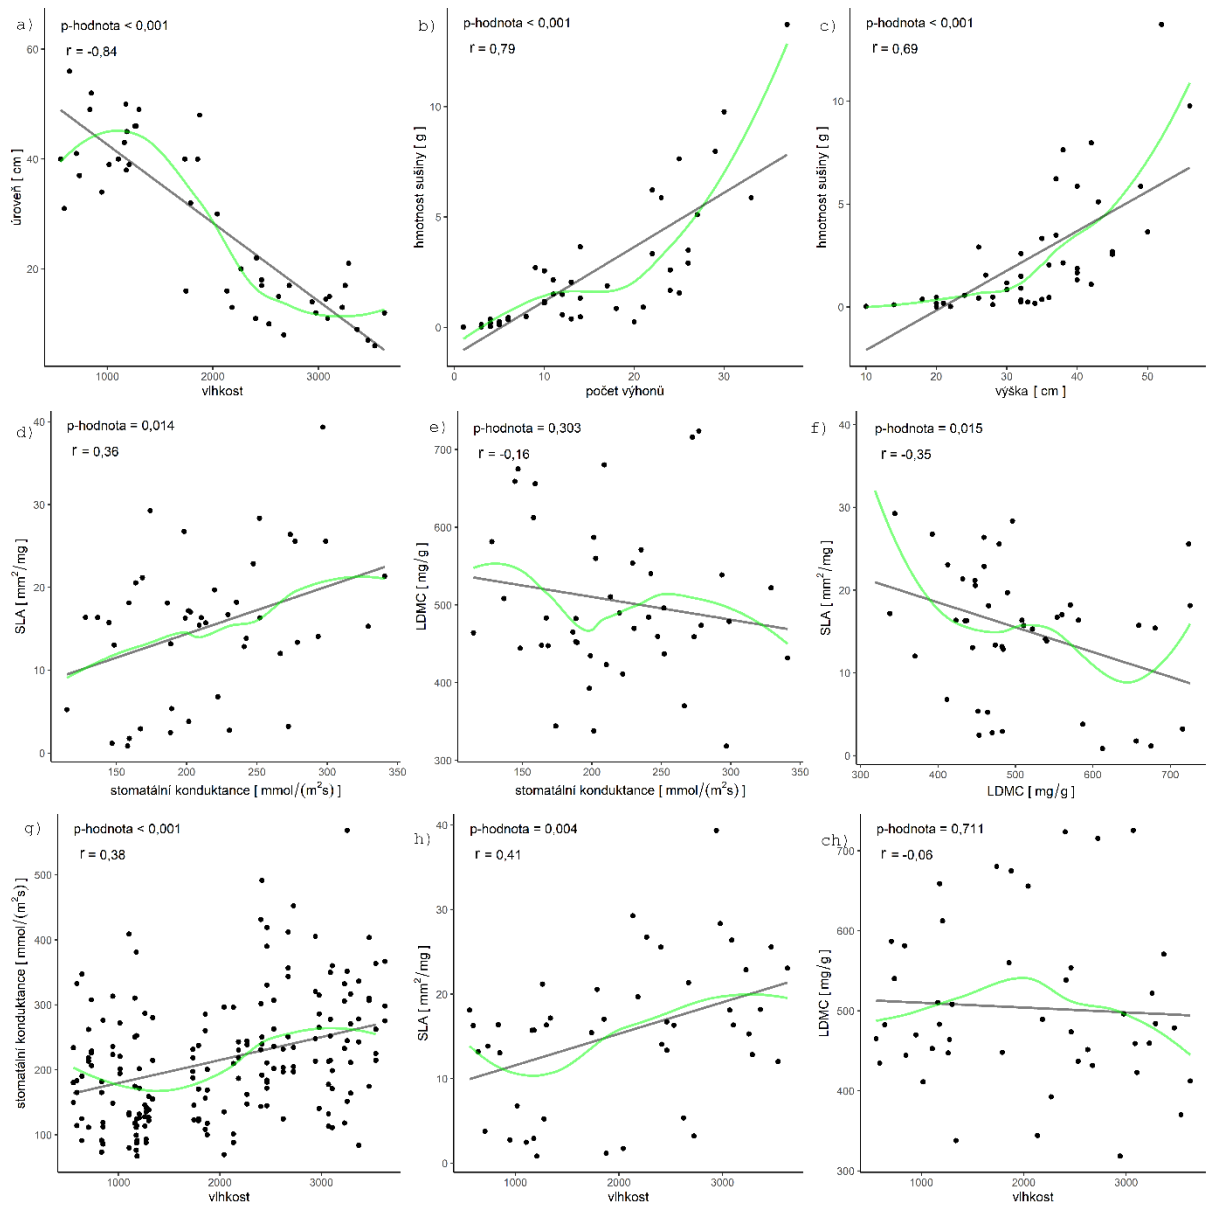 a)
p-hodnota < 0,001
r = -0,84
úroveň [ cm ]
60
40
20
1000 2000 3000
vlhkost
b)
p-hodnota < 0,001
r = 0,79
hmotnost sušiny [ g ]
10
5
0
0 10 20 30
počet výhonů
c)
p-hodnota < 0,001
r = 0,69
hmotnost sušiny [ g ]
10
5
0
10 20 30 40 50
výška [ cm ]
d)
p-hodnota = 0,014
r = 0,36
SLA [ mm²/mg ]
40
30
20
10
0
150 200 250 300 350
stomatální konduktance [ mmol/(m²s) ]
e)
p-hodnota = 0,303
r = -0,16
LDMC [ mg/g ]
700
600
500
400
300
150 200 250 300 350
stomatální konduktance [ mmol/(m²s) ]
f)
p-hodnota = 0,015
r = -0,35
SLA [ mm²/mg ]
40
30
20
10
0
300 400 500 600 700
LDMC [ mg/g ]
g)
p-hodnota < 0,001
r = 0,38
stomatální konduktance [ mmol/(m²s) ]
500
400
300
200
100
1000 2000 3000
vlhkost
h)
p-hodnota = 0,004
r = 0,41
SLA [ mm²/mg ]
40
30
20
10
0
1000 2000 3000
vlhkost
ch)
p-hodnota = 0,711
r = -0,06
LDMC [ mg/g ]
700
600
500
400
300
1000 2000 3000
vlhkost